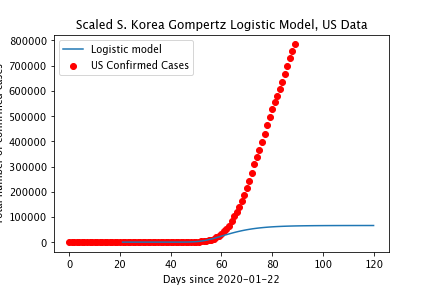 Scaled S. Korea Gompertz Logistic Model, US Data
800000
700000
600000
500000
400000
300000
200000
100000
0
Logistic model
US Confirmed Cases
0 20 40 60 80 100 120
Days since 2020-01-22